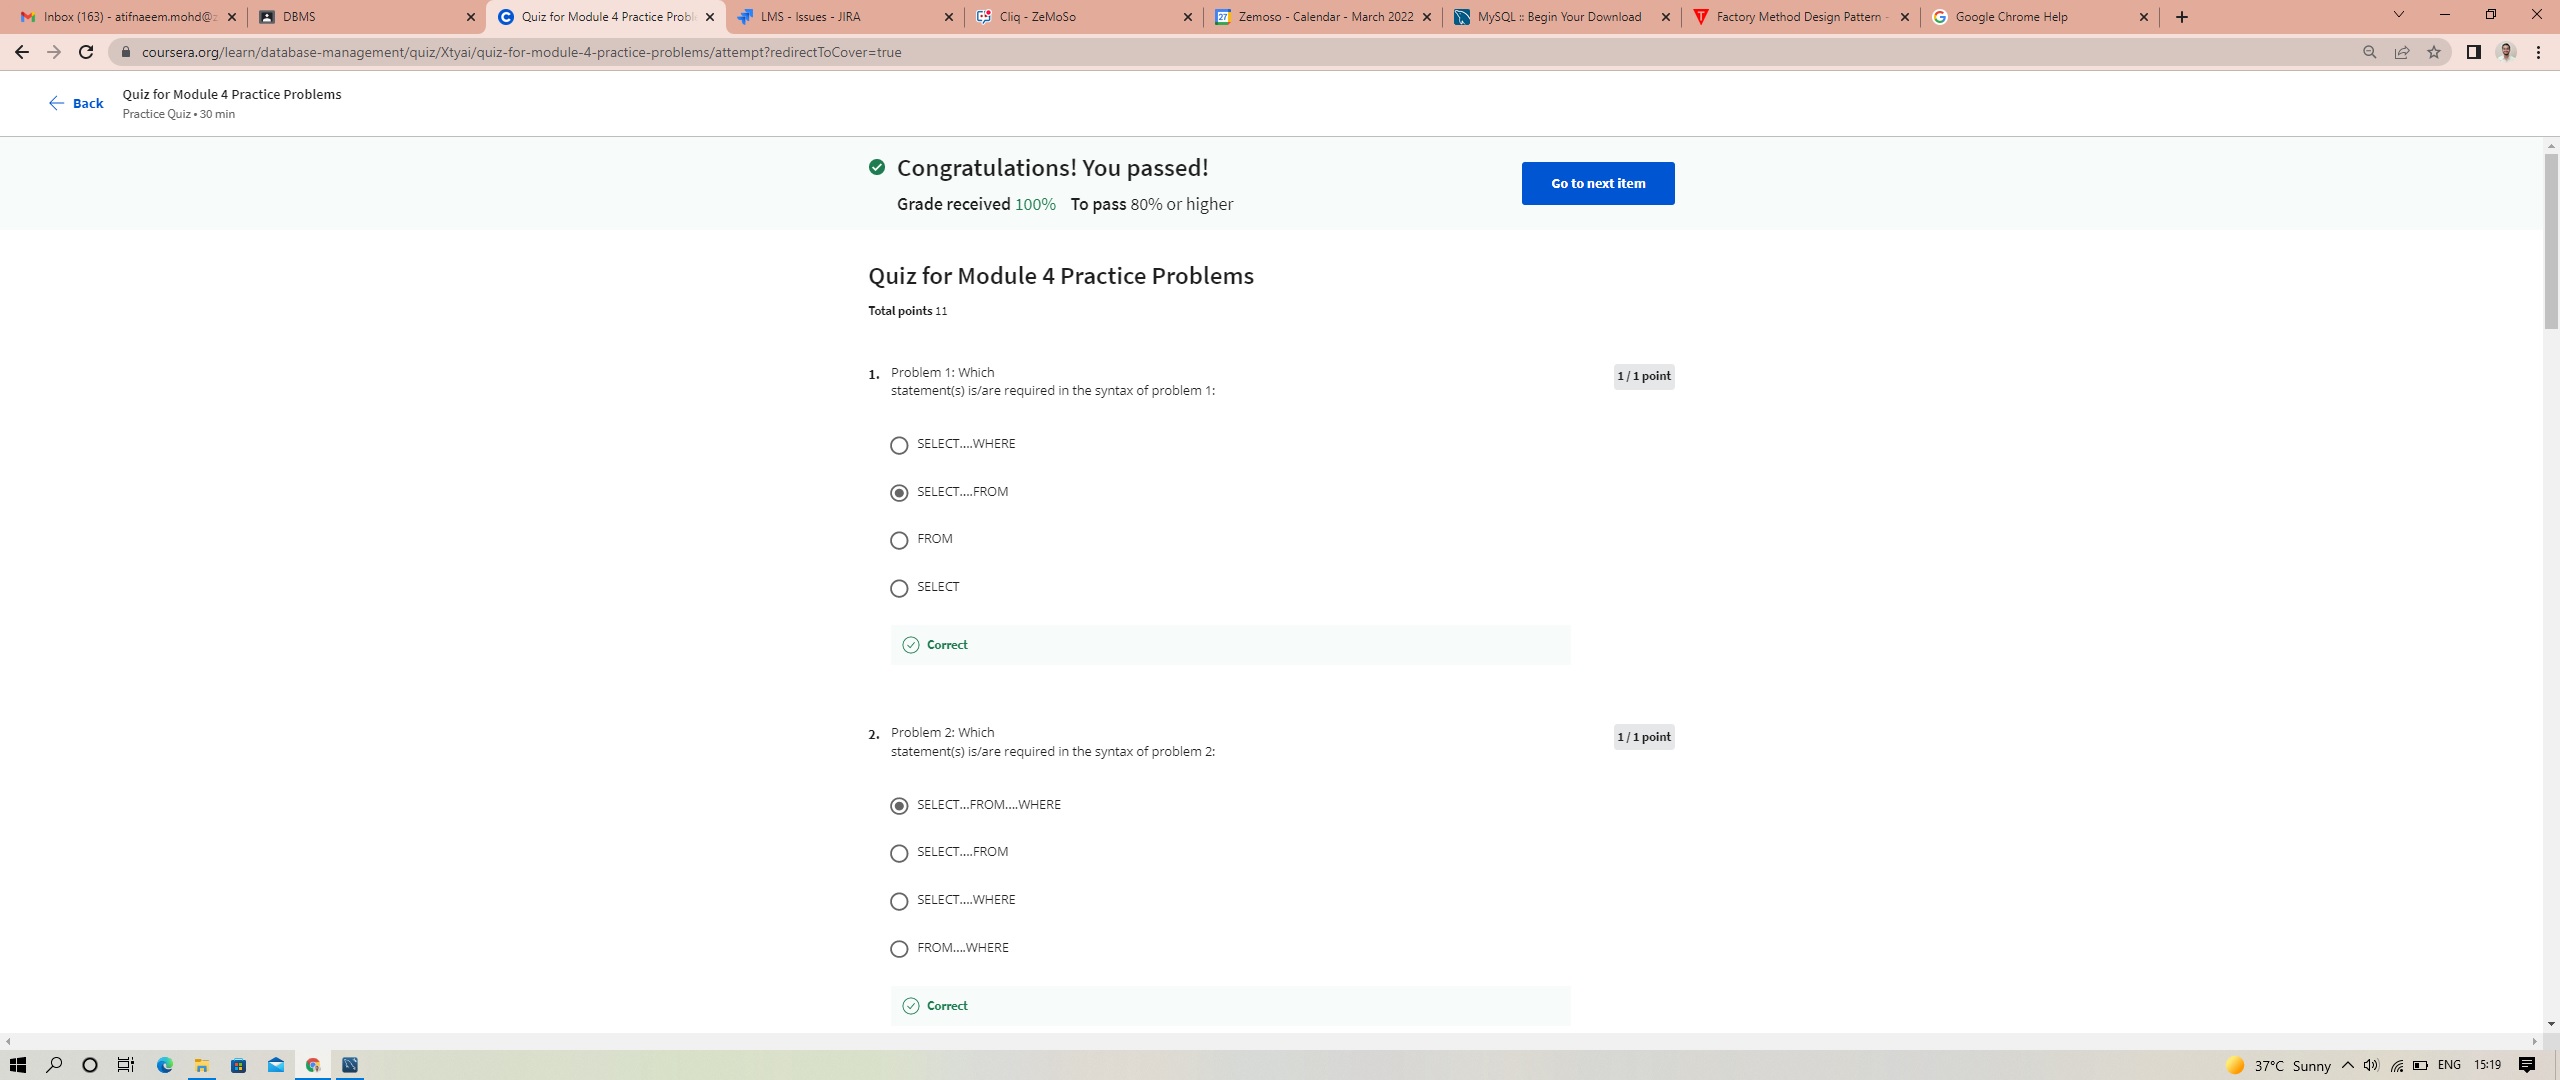 Inbox (163) - atifnaeem.mohd@z
DBMS
Quiz for Module 4 Practice Probl
LMS - Issues - JIRA
Cliq - ZeMoSo
Zemoso - Calendar - March 2022
MySQL :: Begin Your Download
Factory Method Design Pattern -
Google Chrome Help
coursera.org/learn/database-management/quiz/Xtyai/quiz-for-module-4-practice-problems/attempt?redirectToCover=true
Back
Quiz for Module 4 Practice Problems
Practice Quiz • 30 min
Congratulations! You passed!
Grade received 100% To pass 80% or higher
Go to next item
Quiz for Module 4 Practice Problems
Total points 11
1. Problem 1: Which
statement(s) is/are required in the syntax of problem 1:
1 / 1 point
SELECT....WHERE
SELECT....FROM
FROM
SELECT
Correct
2. Problem 2: Which
statement(s) is/are required in the syntax of problem 2:
1 / 1 point
SELECT...FROM....WHERE
SELECT....FROM
SELECT....WHERE
FROM....WHERE
Correct
37°C Sunny
ENG
15:19